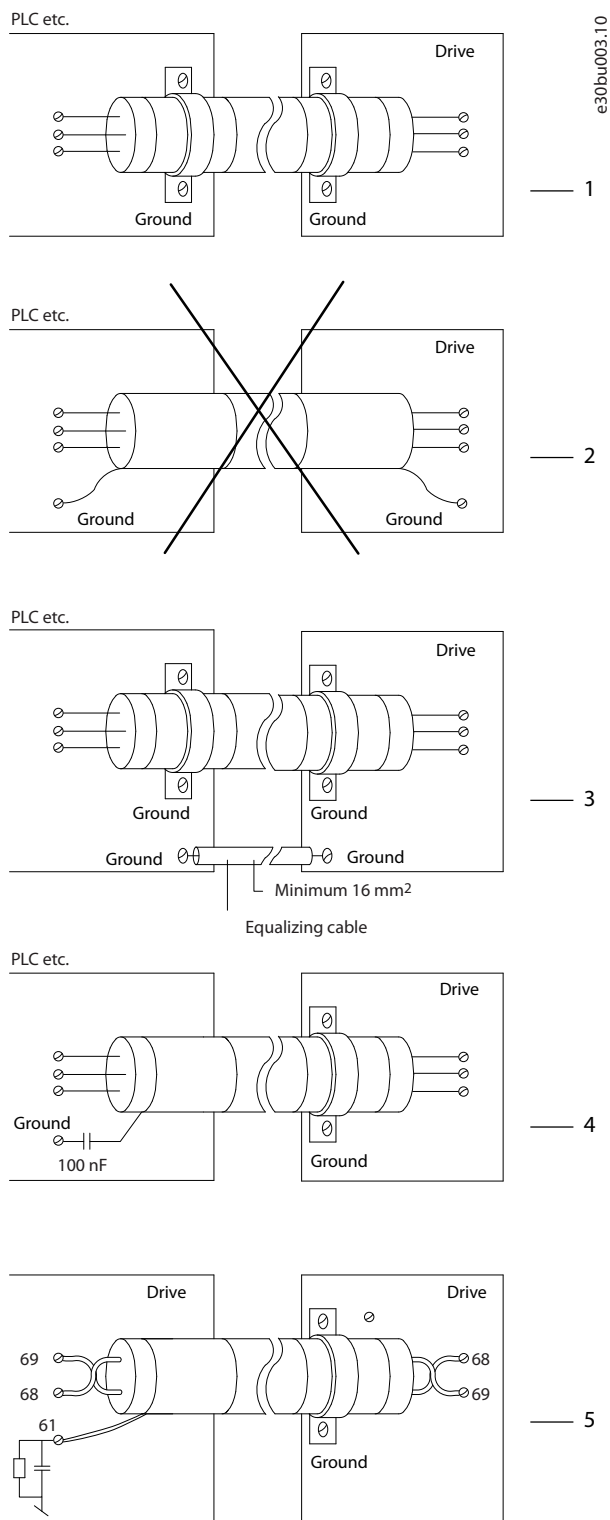 e30bu003.10
PLC etc.
Drive
Ground
Ground
1
PLC etc.
Drive
Ground
Ground
2
PLC etc.
Drive
Ground
Ground
3
Ground
Ground
Minimum 16 mm2
Equalizing cable
PLC etc.
Drive
Ground
100 nF
Ground
4
Drive
Drive
69
68
68
69
61
Ground
5